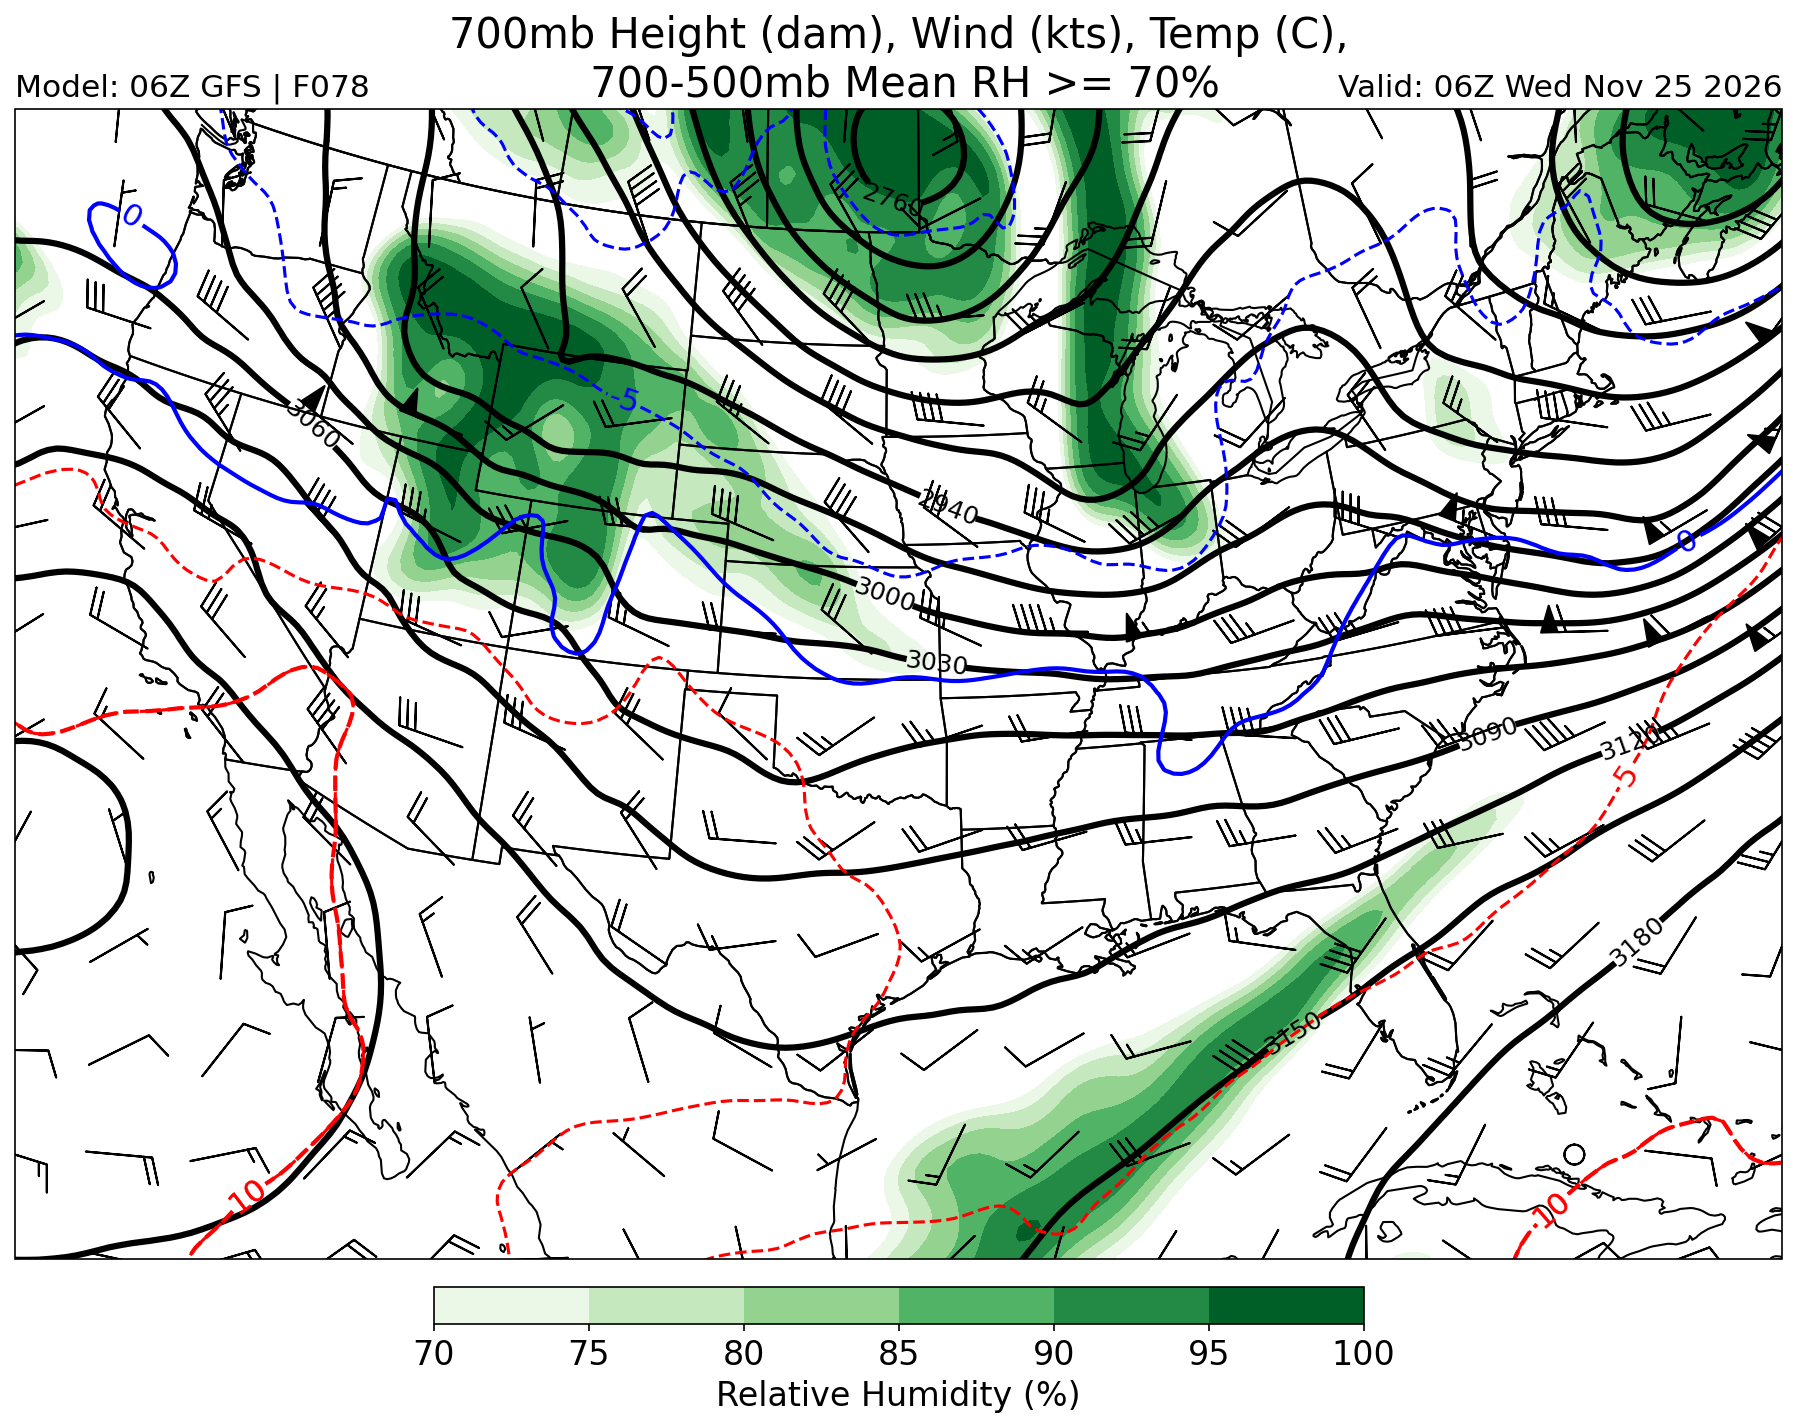 700mb Height (dam), Wind (kts), Temp (C),
700-500mb Mean RH >= 70%
Model: 06Z GFS | F078
Valid: 06Z Wed Nov 25 2026
2760
0
3060
-5
2940
0
3000
3030
3090
3120
5
3180
3150
10
10
70 75 80 85 90 95 100
Relative Humidity (%)